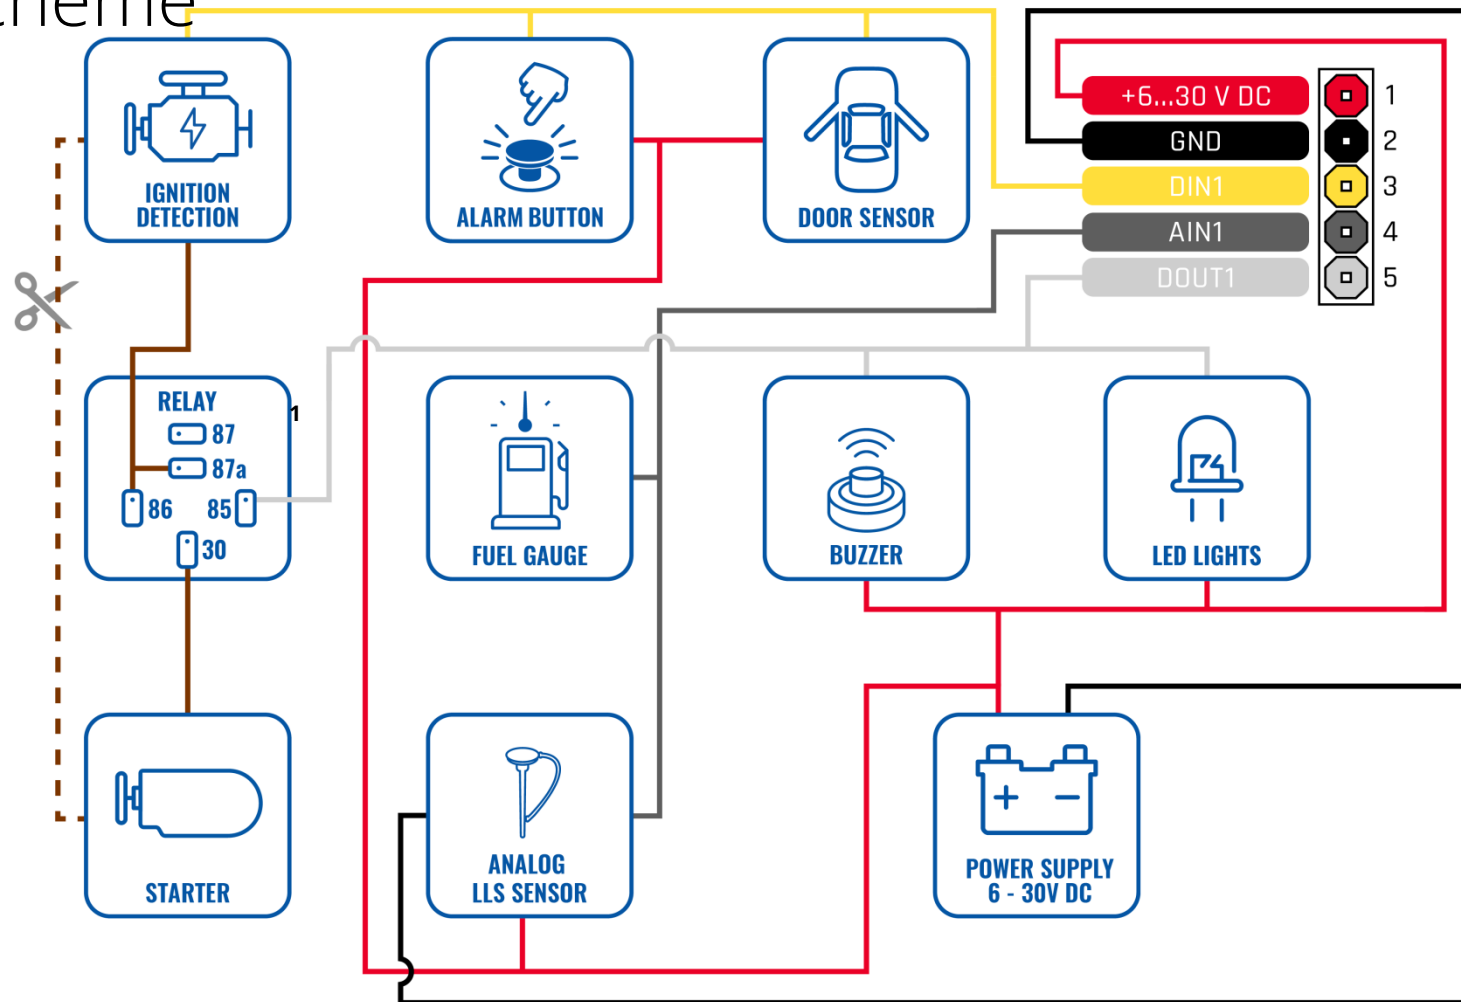 cheme
IGNITION
DETECTION
ALARM BUTTON
DOOR SENSOR
+6...30 V DC
1
GND
2
DIN1
3
AIN1
4
DOUT1
5
RELAY
1
87
87a
86
85
30
FUEL GAUGE
BUZZER
LED LIGHTS
STARTER
ANALOG
LLS SENSOR
POWER SUPPLY
6 - 30V DC